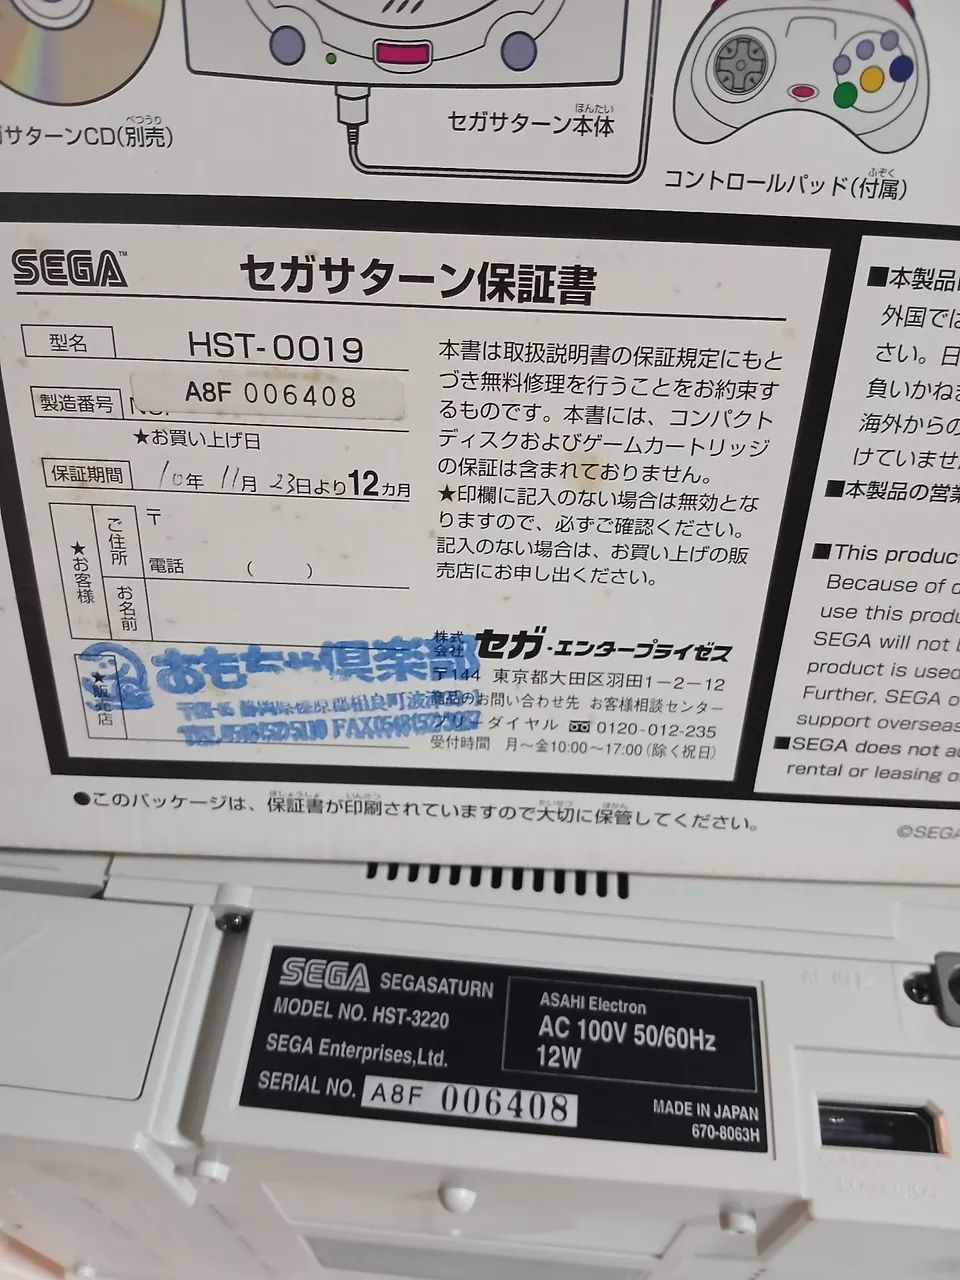 サターンCD(別売)
べつうり
セガサターン本体
ほんたい
コントロールパッド(付属)
ふぞく
SEGA™
セガサターン保証書
型名
HST-0019
製造番号
A8F 006408
★お買い上げ日
保証期間
10年 11月 23日より12カ月
★お客様
ご住所
〒
電話 ( )
お名前
★販売店
おもちゃ倶楽部
本書は取扱説明書の保証規定にもと
づき無料修理を行うことをお約束す
るものです。本書には、コンパクト
ディスクおよびゲームカートリッジ
の保証は含まれておりません。
★印欄に記入のない場合は無効とな
りますので、必ずご確認ください。
記入のない場合は、お買い上げの販
売店にお申し出ください。
株式会社 セガ・エンタープライゼス
〒144 東京都大田区羽田1-2-12
商品のお問い合わせ先 お客様相談センター
フリーダイヤル 0120-012-235
受付時間 月～金10:00～17:00(除く祝日)
●このパッケージは、保証書が印刷されていますので大切に保管してください。
ほしょうしょ いんさつ たいせつ ほかん
■本製品
外国では
さい。日
負いかねま
海外からの
けていませ
■本製品の営業
■This product
Because of d
use this produ
SEGA will not b
product is used
Further, SEGA o
support overseas
■SEGA does not au
rental or leasing o
©SEGA
SEGA SEGASATURN
MODEL NO. HST-3220
SEGA Enterprises,Ltd.
SERIAL NO. A8F 006408
ASAHI Electron
AC 100V 50/60Hz
12W
MADE IN JAPAN
670-8063H